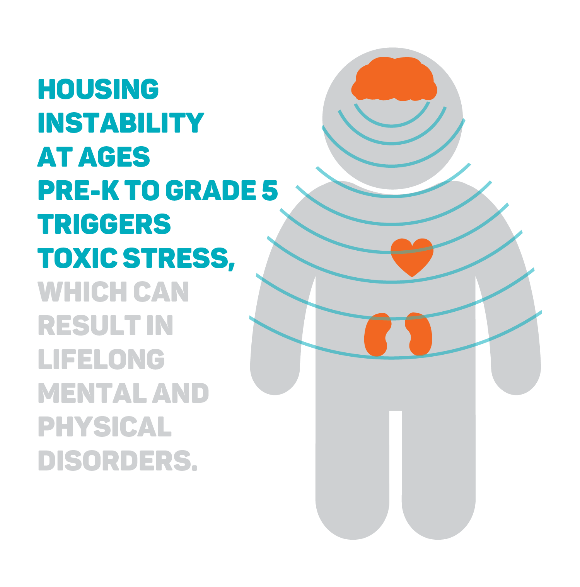 HOUSING
INSTABILITY
AT AGES
PRE-K TO GRADE 5
TRIGGERS
TOXIC STRESS,
WHICH CAN
RESULT IN
LIFELONG
MENTAL AND
PHYSICAL
DISORDERS.